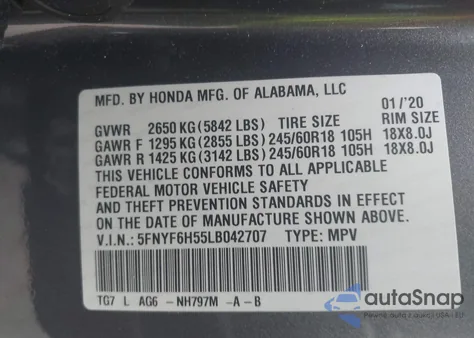 MFD. BY HONDA MFG. OF ALABAMA, LLC
01/'20
GVWR 2650 KG (5842 LBS) TIRE SIZE RIM SIZE
GAWR F 1295 KG (2855 LBS) 245/60R18 105H 18X8.0J
GAWR R 1425 KG (3142 LBS) 245/60R18 105H 18X8.0J
THIS VEHICLE CONFORMS TO ALL APPLICABLE
FEDERAL MOTOR VEHICLE SAFETY
AND THEFT PREVENTION STANDARDS IN EFFECT
ON THE DATE OF MANUFACTURE SHOWN ABOVE.
V.I.N.: 5FNYF6H55LB042707 TYPE: MPV
TG7 L AG6 -NH797M -A-B
autoSnap